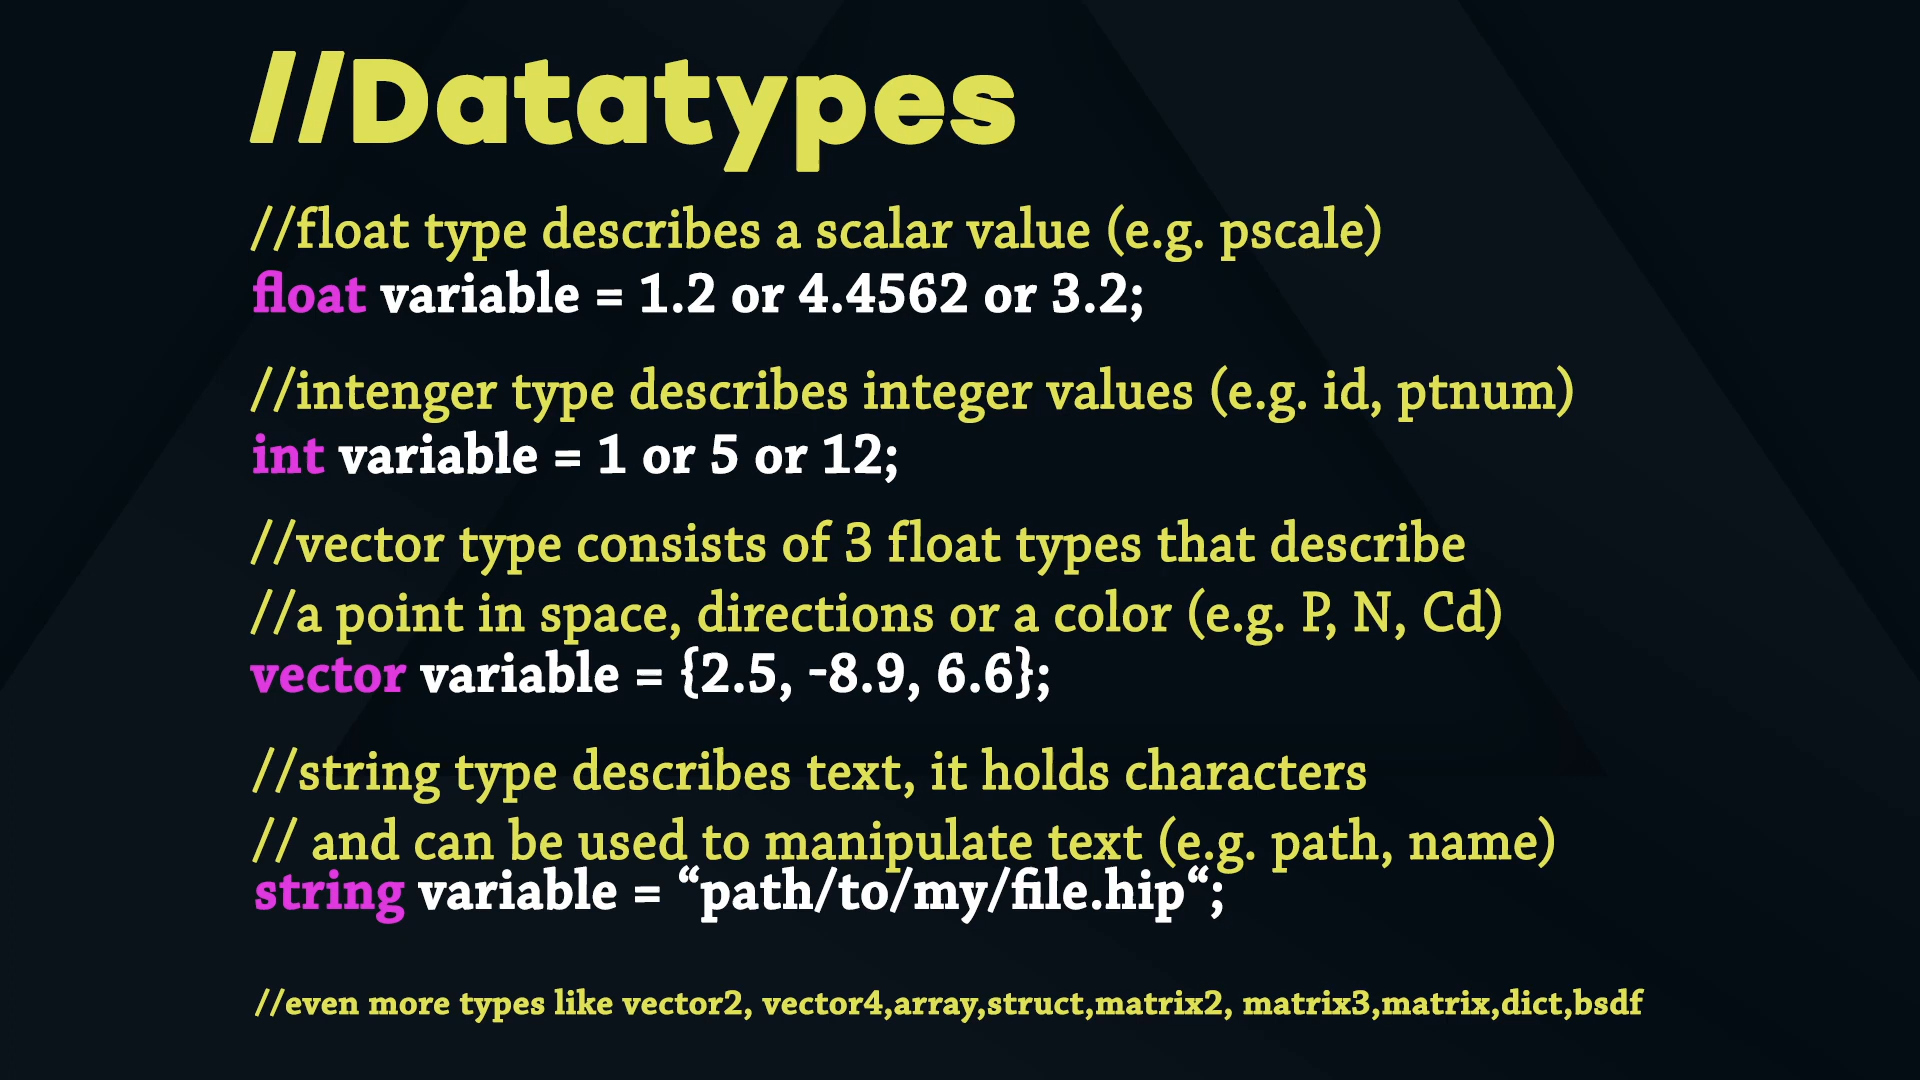 //Datatypes
//float type describes a scalar value (e.g. pscale)
float variable = 1.2 or 4.4562 or 3.2;
//intenger type describes integer values (e.g. id, ptnum)
int variable = 1 or 5 or 12;
//vector type consists of 3 float types that describe
//a point in space, directions or a color (e.g. P, N, Cd)
vector variable = {2.5, -8.9, 6.6};
//string type describes text, it holds characters
// and can be used to manipulate text (e.g. path, name)
string variable = “path/to/my/file.hip“;
//even more types like vector2, vector4,array,struct,matrix2, matrix3,matrix,dict,bsdf